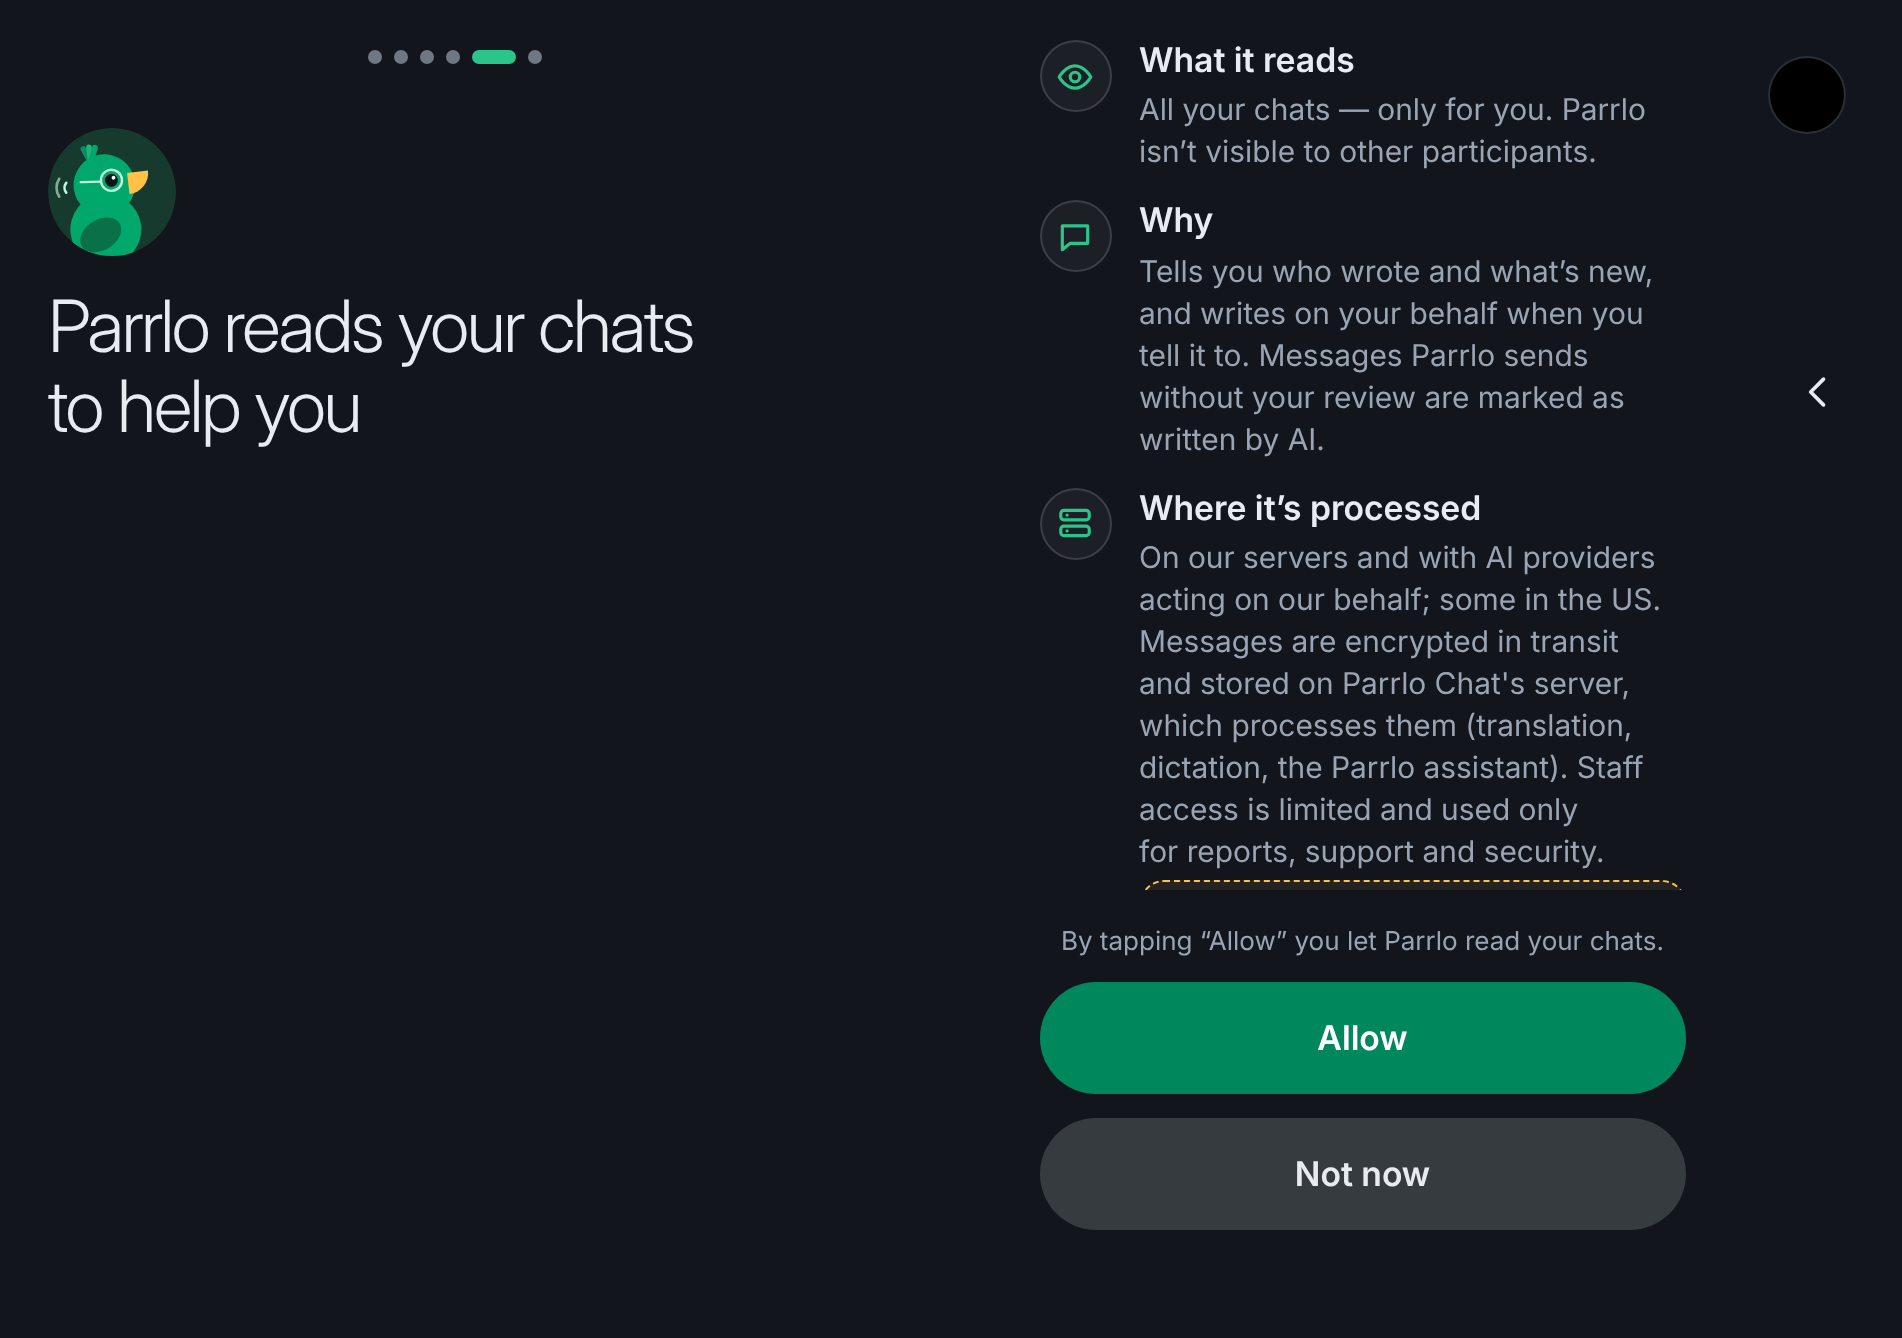 Parrlo reads your chats
to help you
What it reads
All your chats — only for you. Parrlo
isn’t visible to other participants.
Why
Tells you who wrote and what’s new,
and writes on your behalf when you
tell it to. Messages Parrlo sends
without your review are marked as
written by AI.
Where it’s processed
On our servers and with AI providers
acting on our behalf; some in the US.
Messages are encrypted in transit
and stored on Parrlo Chat's server,
which processes them (translation,
dictation, the Parrlo assistant). Staff
access is limited and used only
for reports, support and security.
By tapping “Allow” you let Parrlo read your chats.
Allow
Not now